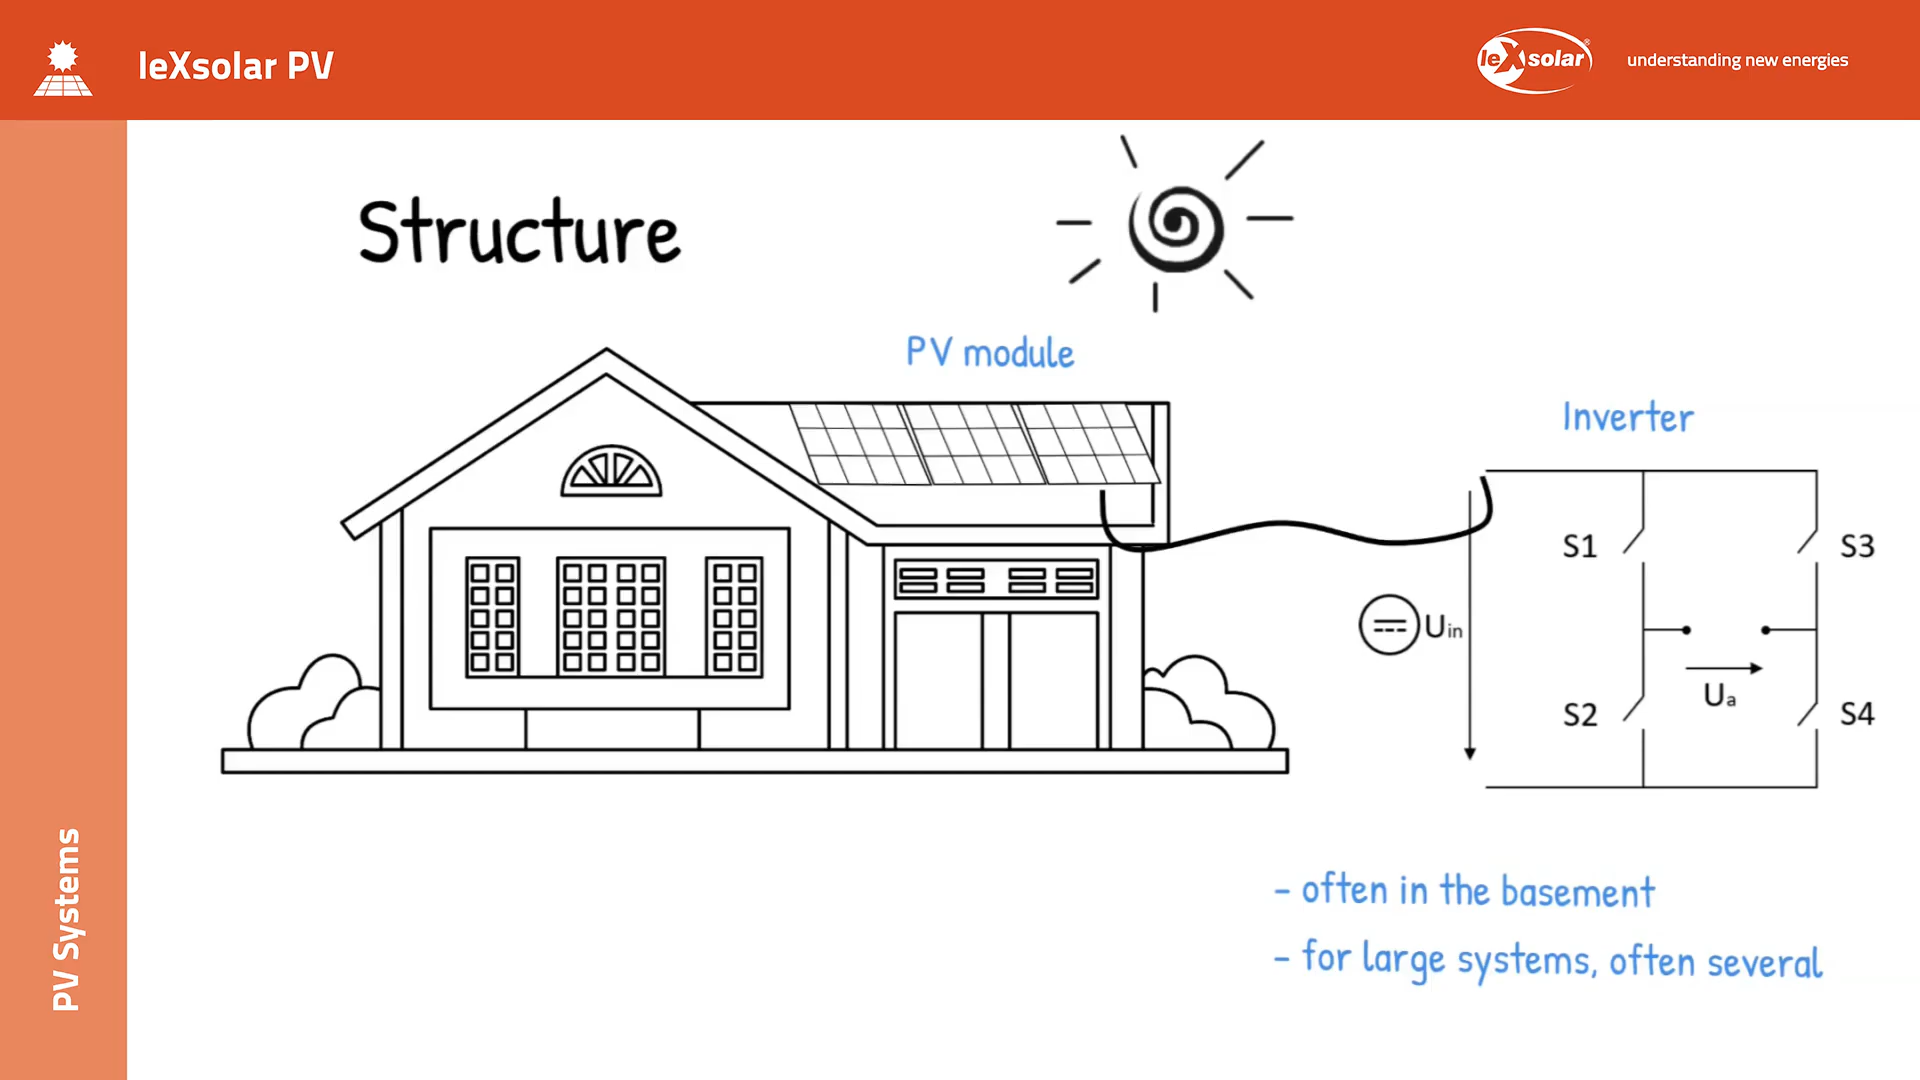 leXsolar PV
leXsolar®
understanding new energies
Structure
PV module
Inverter
S1
S3
Uin
Ua
S2
S4
- often in the basement
- for large systems, often several
PV Systems